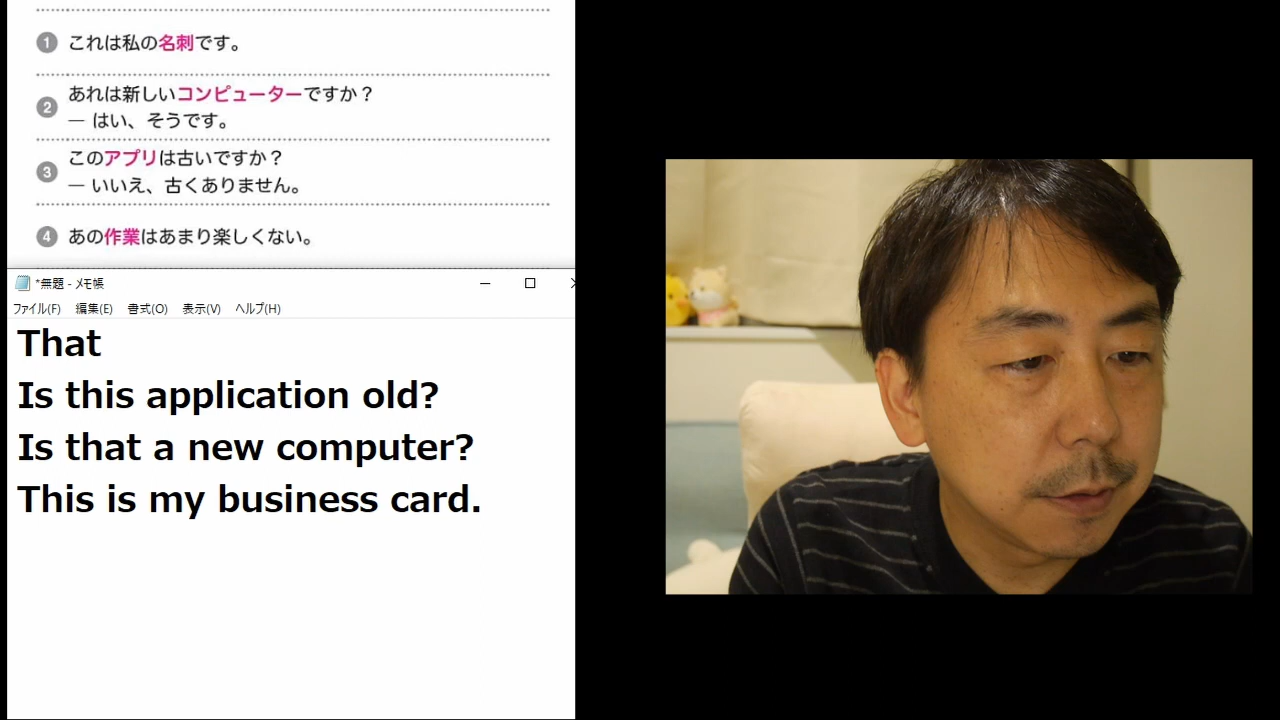 1 これは私の名刺です。
2 あれは新しいコンピューターですか？
— はい、そうです。
3 このアプリは古いですか？
— いいえ、古くありません。
4 あの作業はあまり楽しくない。
*無題 - メモ帳
ファイル(F) 編集(E) 書式(O) 表示(V) ヘルプ(H)
That
Is this application old?
Is that a new computer?
This is my business card.